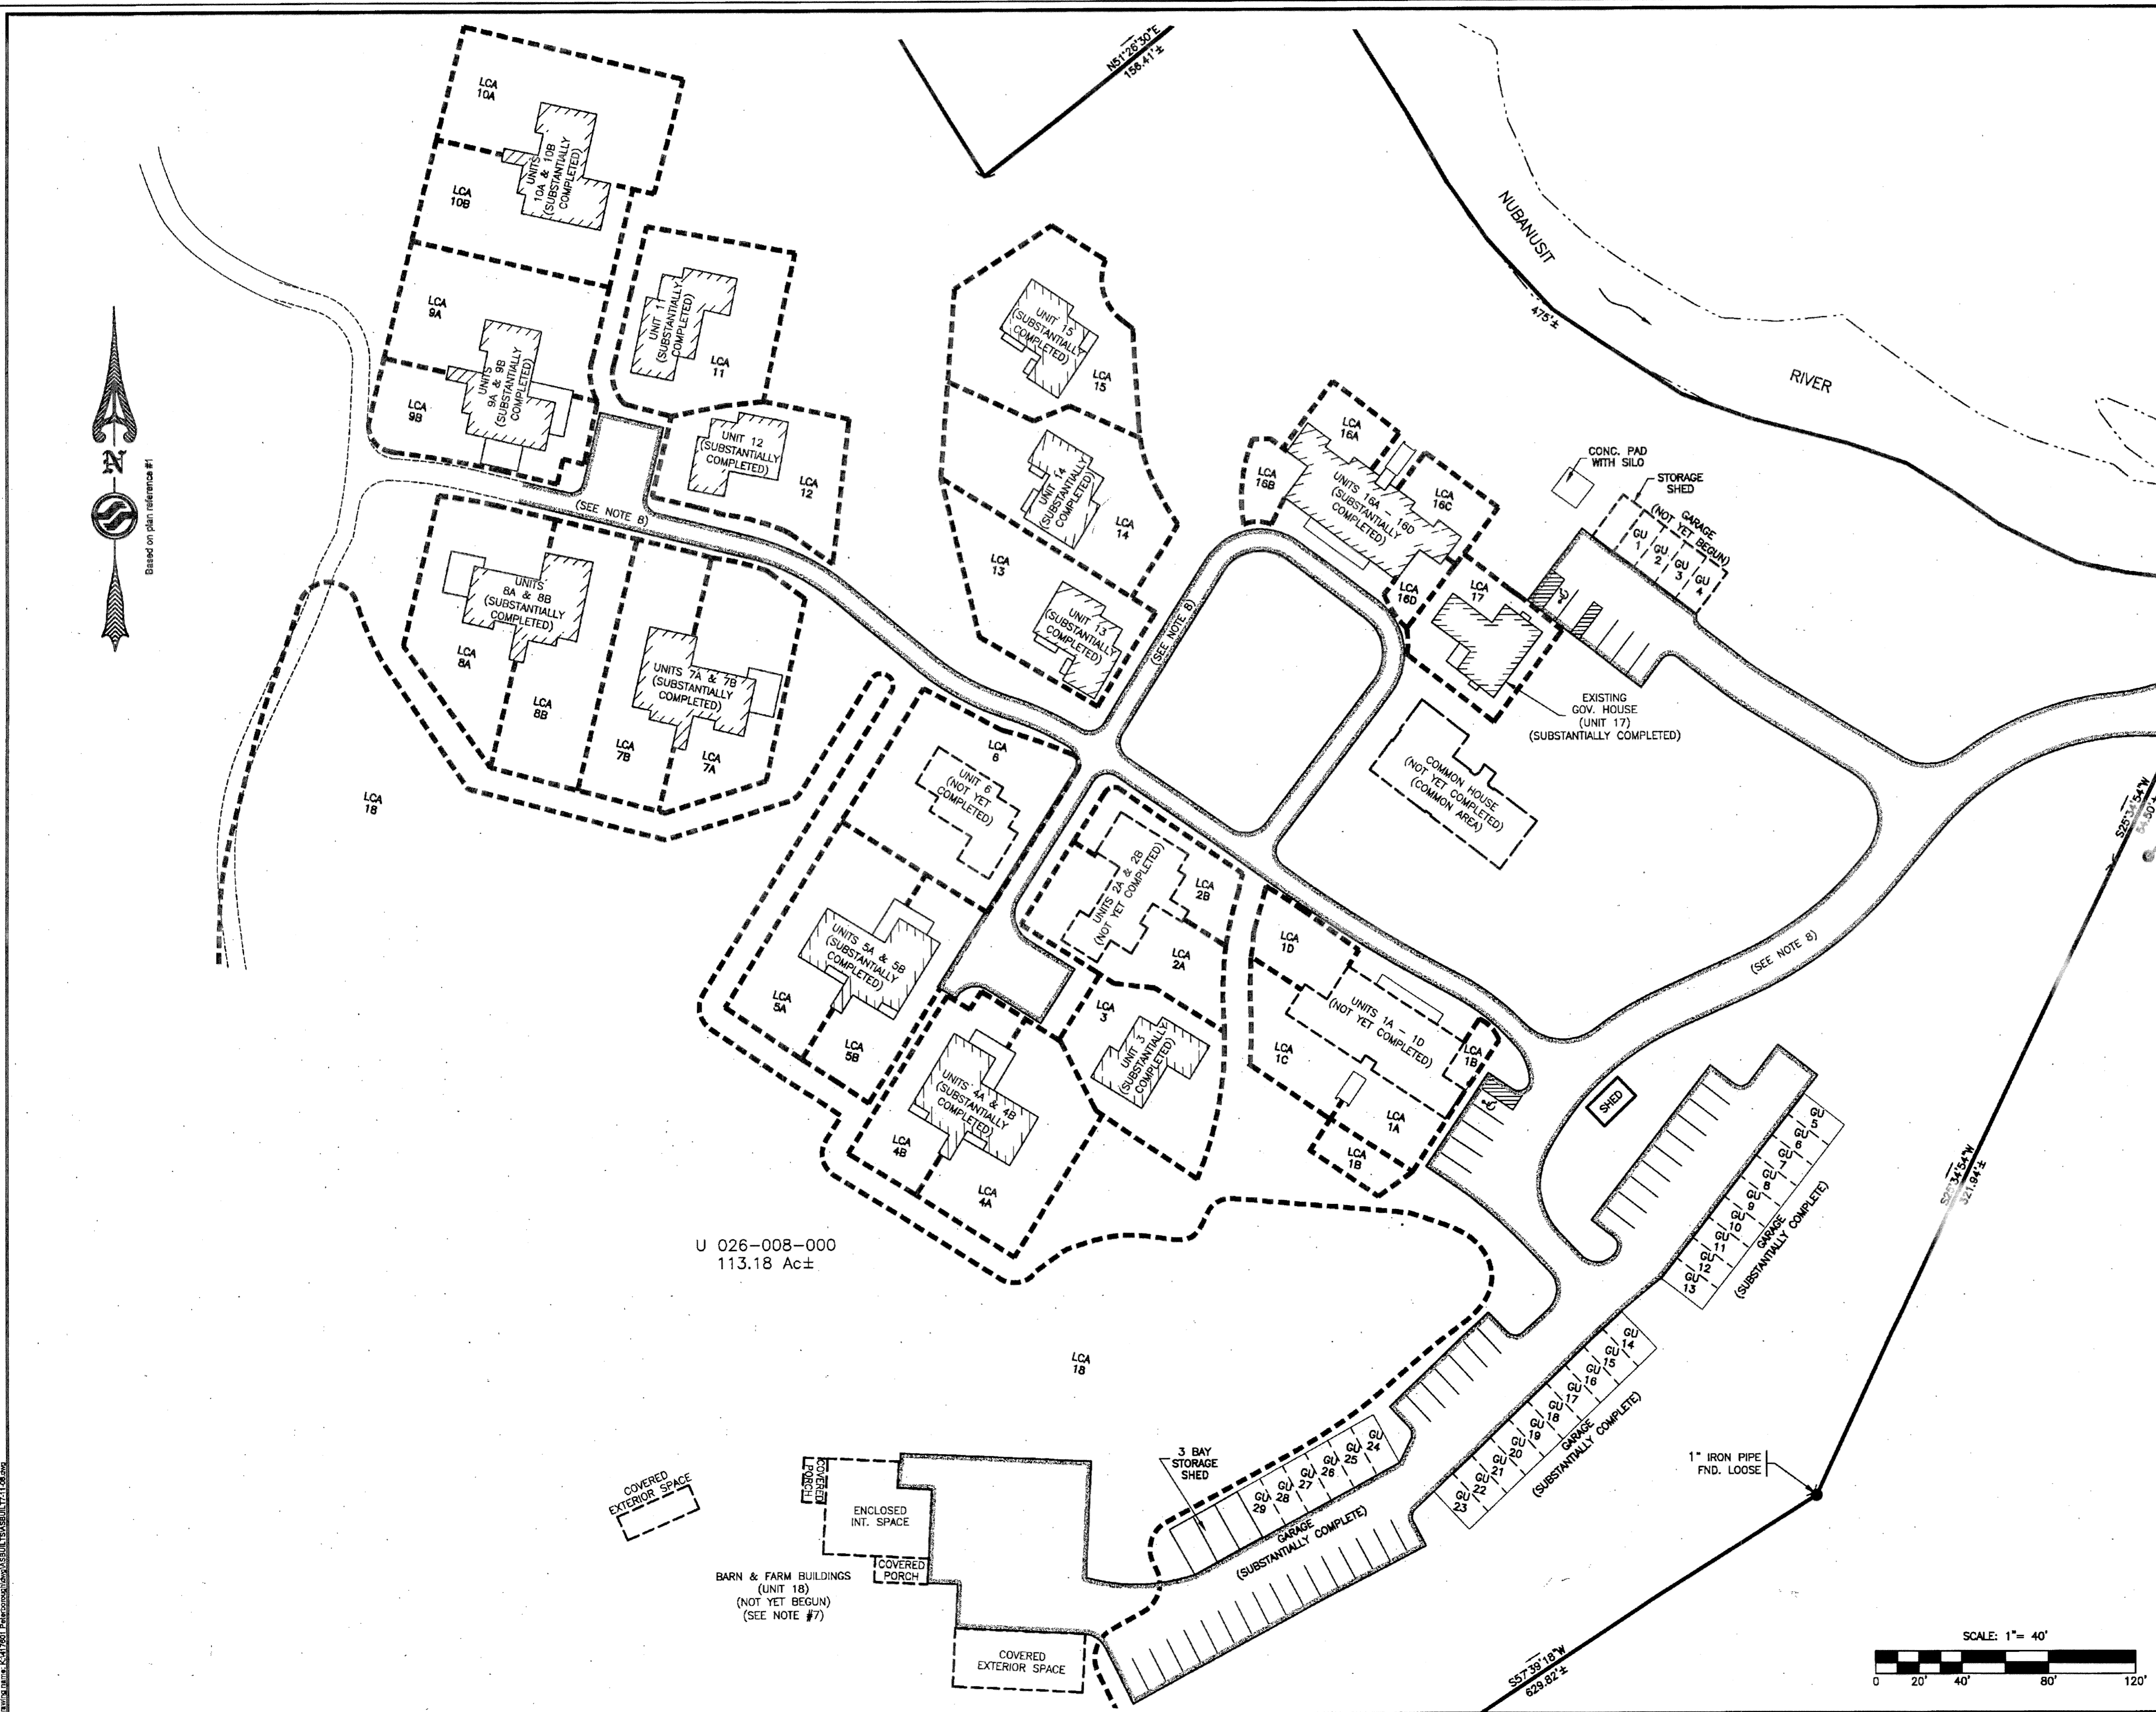 N51°26'30"E
156.41'±
NUBANUSIT
RIVER
475'±
LCA
10A
LCA
10B
UNITS
10A & 10B
(SUBSTANTIALLY
COMPLETED)
LCA
9A
LCA
9B
UNITS
9A & 9B
(SUBSTANTIALLY
COMPLETED)
UNIT 11
(SUBSTANTIALLY
COMPLETED)
LCA
11
UNIT 12
(SUBSTANTIALLY
COMPLETED)
LCA
12
UNIT 15
(SUBSTANTIALLY
COMPLETED)
LCA
15
UNIT 14
(SUBSTANTIALLY
COMPLETED)
LCA
14
LCA
13
UNIT 13
(SUBSTANTIALLY
COMPLETED)
LCA
16A
LCA
16B
UNITS 16A - 16D
(SUBSTANTIALLY
COMPLETED)
LCA
16C
LCA
16D
LCA
17
CONC. PAD
WITH SILO
STORAGE
SHED
GARAGE
(NOT YET BEGUN)
GU
1
GU
2
GU
3
GU
4
EXISTING
GOV. HOUSE
(UNIT 17)
(SUBSTANTIALLY COMPLETED)
COMMON HOUSE
(NOT YET COMPLETED)
(COMMON AREA)
N
Based on plan reference #1
(SEE NOTE 8)
(SEE NOTE 8)
UNITS
8A & 8B
(SUBSTANTIALLY
COMPLETED)
LCA
8A
LCA
8B
UNITS 7A & 7B
(SUBSTANTIALLY
COMPLETED)
LCA
7B
LCA
7A
LCA
18
LCA
6
UNIT 6
(NOT YET
COMPLETED)
UNITS 2A & 2B
(NOT YET COMPLETED)
LCA
2B
LCA
2A
UNITS 5A & 5B
(SUBSTANTIALLY
COMPLETED)
LCA
5A
LCA
5B
LCA
3
UNIT 3
(SUBSTANTIALLY
COMPLETED)
UNITS 4A & 4B
(SUBSTANTIALLY
COMPLETED)
LCA
4B
LCA
4A
LCA
1D
UNITS 1A - 1D
(NOT YET COMPLETED)
LCA
1C
LCA
1B
LCA
1A
LCA
1B
(SEE NOTE 8)
S25°34'54"W
54.50'±
S25°34'54"W
321.94'±
SHED
GU
5
GU
6
GU
7
GU
8
GU
9
GU
10
GU
11
GU
12
GU
13
GARAGE
(SUBSTANTIALLY COMPLETE)
U 026-008-000
113.18 Ac±
LCA
18
GU
14
GU
15
GU
16
GU
17
GU
18
GU
19
GU
20
GU
21
GU
22
GU
23
GARAGE
(SUBSTANTIALLY COMPLETE)
3 BAY
STORAGE
SHED
GU
24
GU
25
GU
26
GU
27
GU
28
GU
29
GARAGE
(SUBSTANTIALLY COMPLETE)
1" IRON PIPE
FND. LOOSE
COVERED
EXTERIOR SPACE
COVERED
PORCH
ENCLOSED
INT. SPACE
COVERED
PORCH
BARN & FARM BUILDINGS
(UNIT 18)
(NOT YET BEGUN)
(SEE NOTE #7)
COVERED
EXTERIOR SPACE
S57°39'18"W
629.82'±
SCALE: 1"= 40'
0 20' 40' 80' 120'